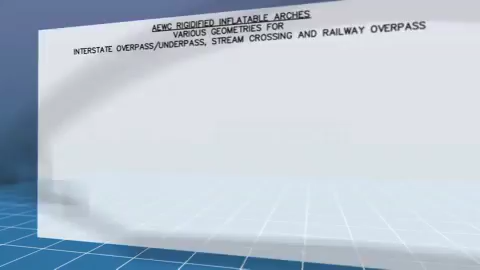 AEWC RIGIDIFIED INFLATABLE ARCHES
VARIOUS GEOMETRIES FOR
INTERSTATE OVERPASS/UNDERPASS, STREAM CROSSING AND RAILWAY OVERPASS